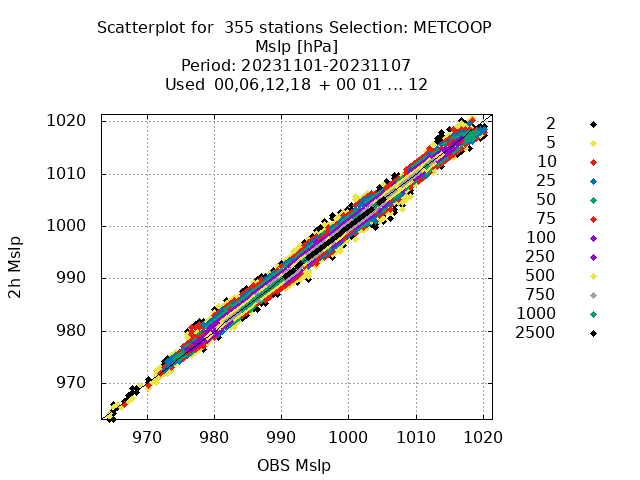 Scatterplot for  355 stations Selection: METCOOP
Mslp [hPa]
Period: 20231101-20231107
Used  00,06,12,18  + 00 01 ... 12
1020
1010
1000
990
980
970
2h Mslp
970 980 990 1000 1010 1020
OBS Mslp
2
5
10
25
50
75
100
250
500
750
1000
2500